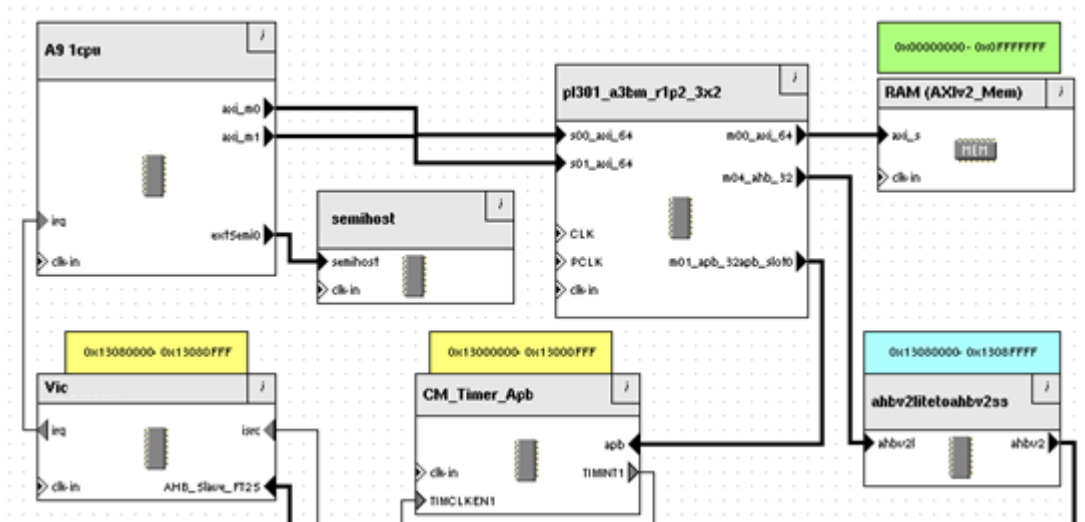 A9 1cpu
i
axi_m0
axi_m1
irq
extSemi0
clk-in
semihost
i
semihost
clk-in
pl301_a3bm_r1p2_3x2
i
s00_axi_64
m00_axi_64
s01_axi_64
m04_ahb_32
CLK
PCLK
m01_apb_32apb_slot0
clk-in
0x00000000- 0x0FFFFFFF
RAM (AXIv2_Mem)
i
axi_s
MEM
clk-in
0x13080000- 0x13080FFF
Vic
i
irq
isrc
clk-in
AHB_Slave_FT2S
0x13000000- 0x13000FFF
CM_Timer_Apb
i
apb
clk-in
TIMINT1
TIMCLKEN1
0x13080000- 0x1308FFFF
i
ahbv2litetoahbv2ss
ahbv2l
ahbv2